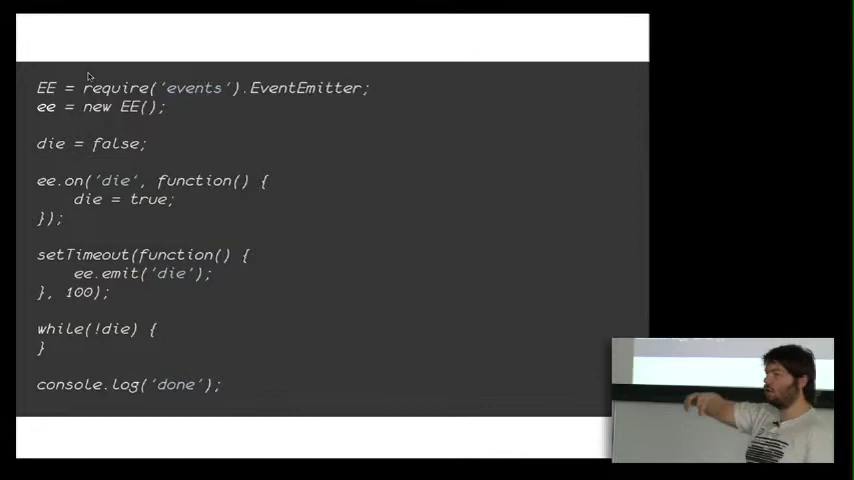 EE = require('events').EventEmitter;
ee = new EE();
die = false;
ee.on('die', function() {
die = true;
});
setTimeout(function() {
ee.emit('die');
}, 100);
while(!die) {
}
console.log('done');